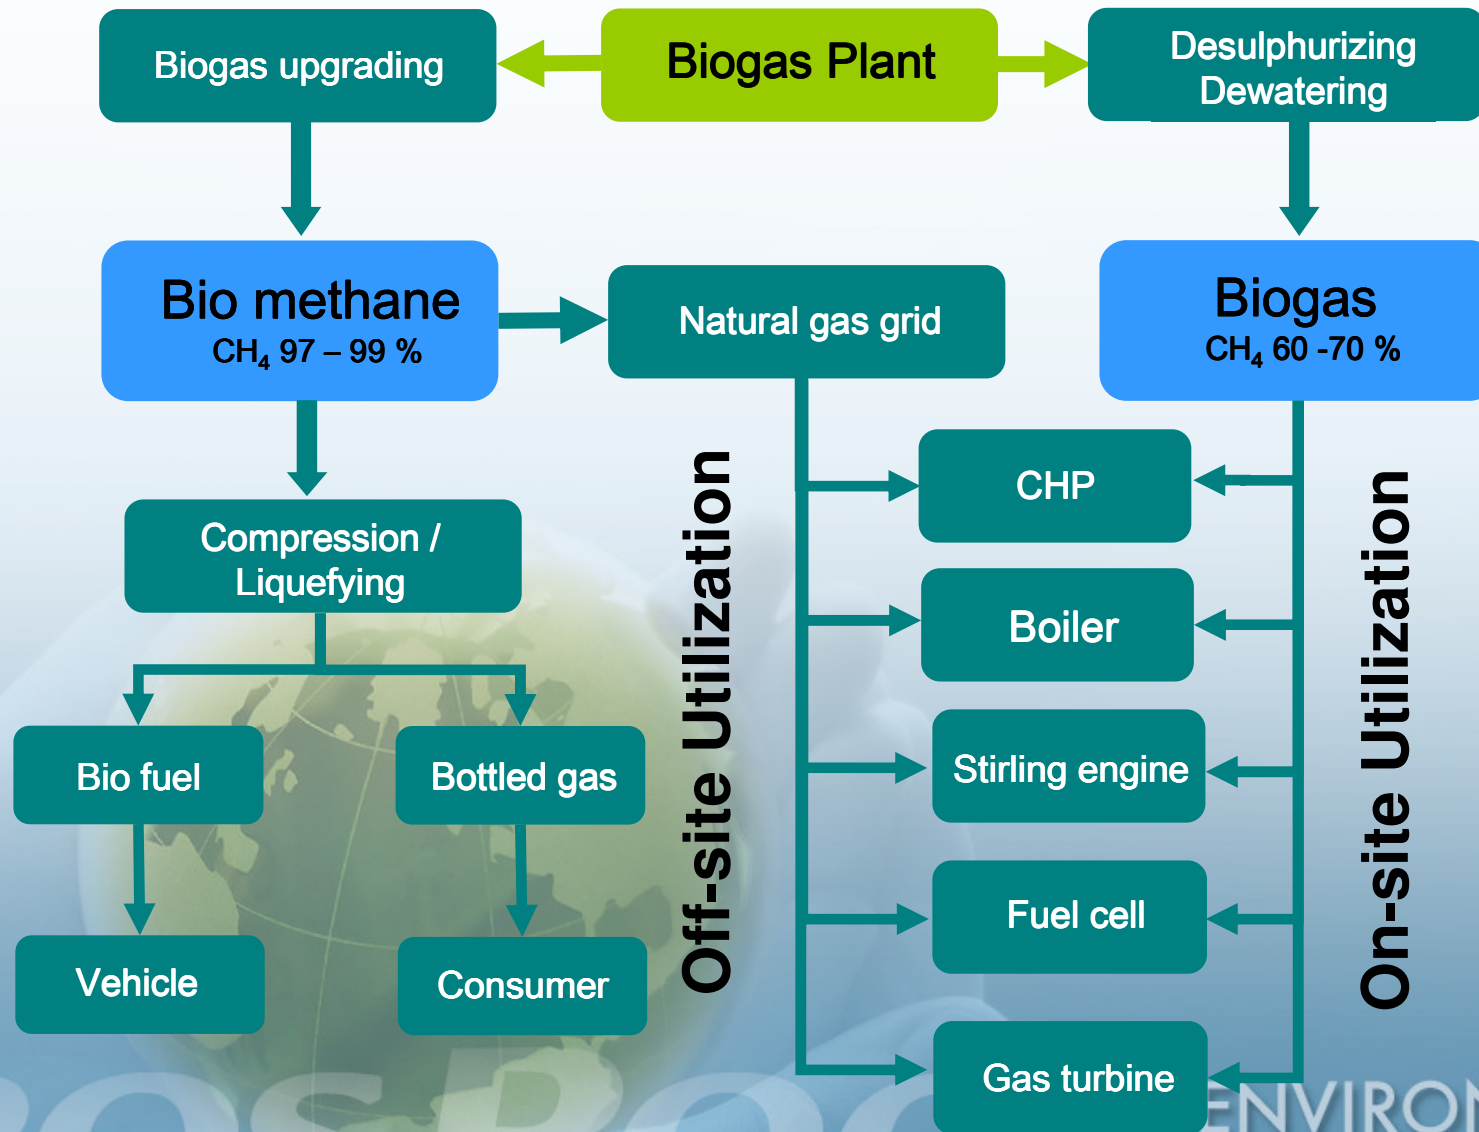 Biogas upgrading
Biogas Plant
Desulphurizing
Dewatering
Bio methane
CH₄ 97 – 99 %
Natural gas grid
Biogas
CH₄ 60 -70 %
Compression /
Liquefying
CHP
Boiler
Bio fuel
Bottled gas
Stirling engine
Fuel cell
Vehicle
Consumer
Gas turbine
Off-site Utilization
On-site Utilization
ENVIRON